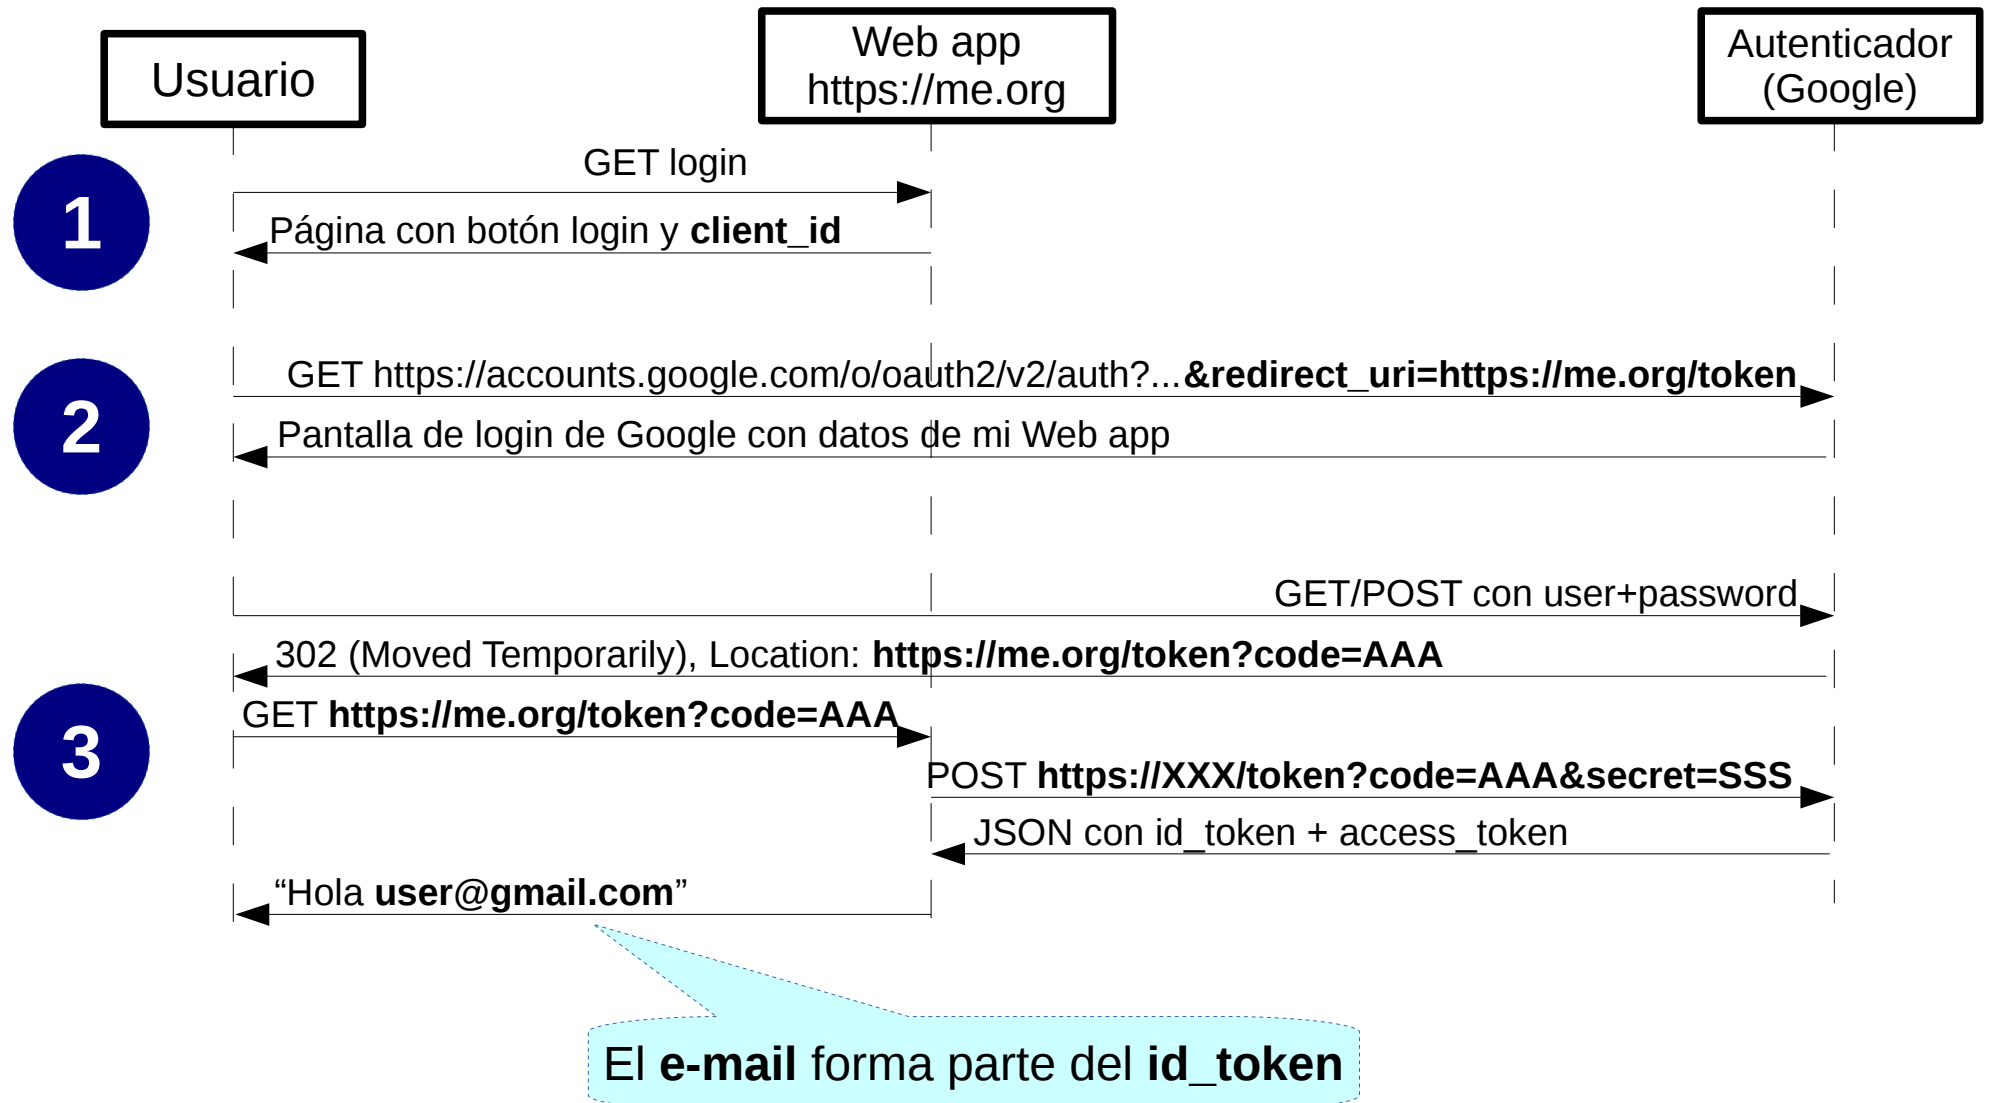 Usuario
Web app
https://me.org
Autenticador
(Google)
1
GET login
Página con botón login y client_id
2
GET https://accounts.google.com/o/oauth2/v2/auth?...&redirect_uri=https://me.org/token
Pantalla de login de Google con datos de mi Web app
GET/POST con user+password
302 (Moved Temporarily), Location: https://me.org/token?code=AAA
3
GET https://me.org/token?code=AAA
POST https://XXX/token?code=AAA&secret=SSS
JSON con id_token + access_token
“Hola user@gmail.com”
El e-mail forma parte del id_token